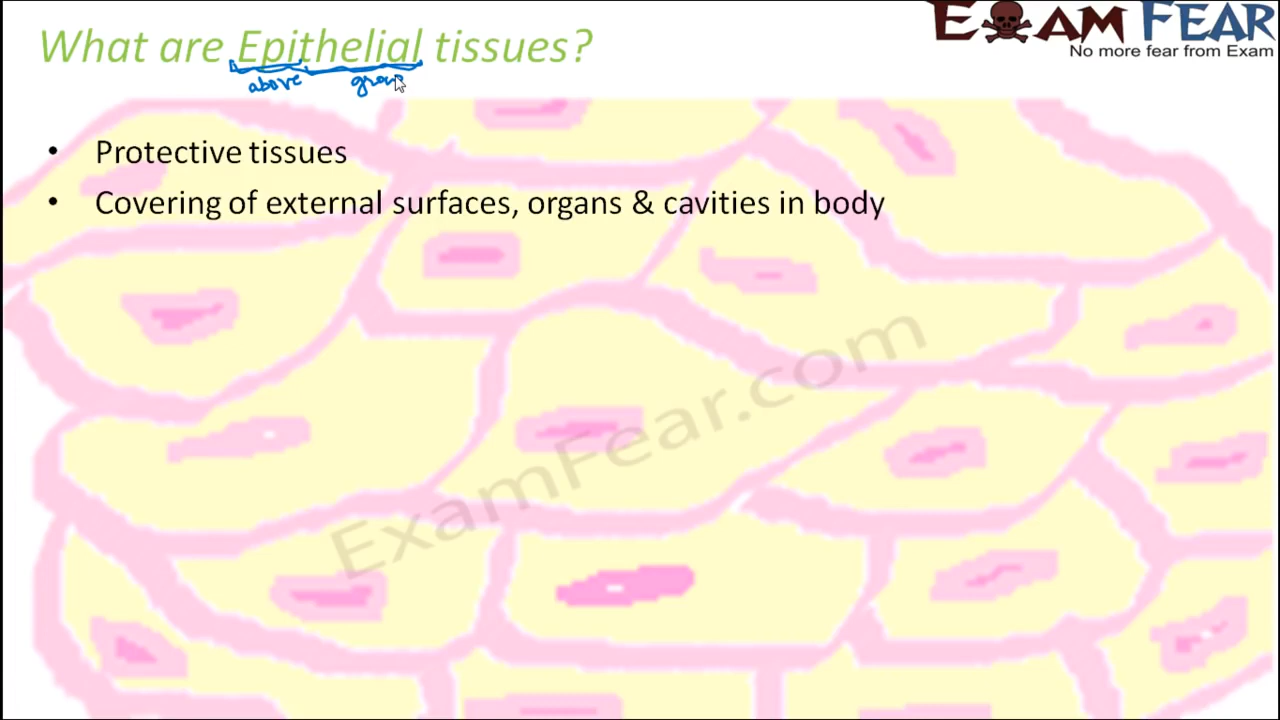 What are Epithelial tissues?
EXAM FEAR
No more fear from Exam
above
• Protective tissues
• Covering of external surfaces, organs & cavities in body
ExamFear.com